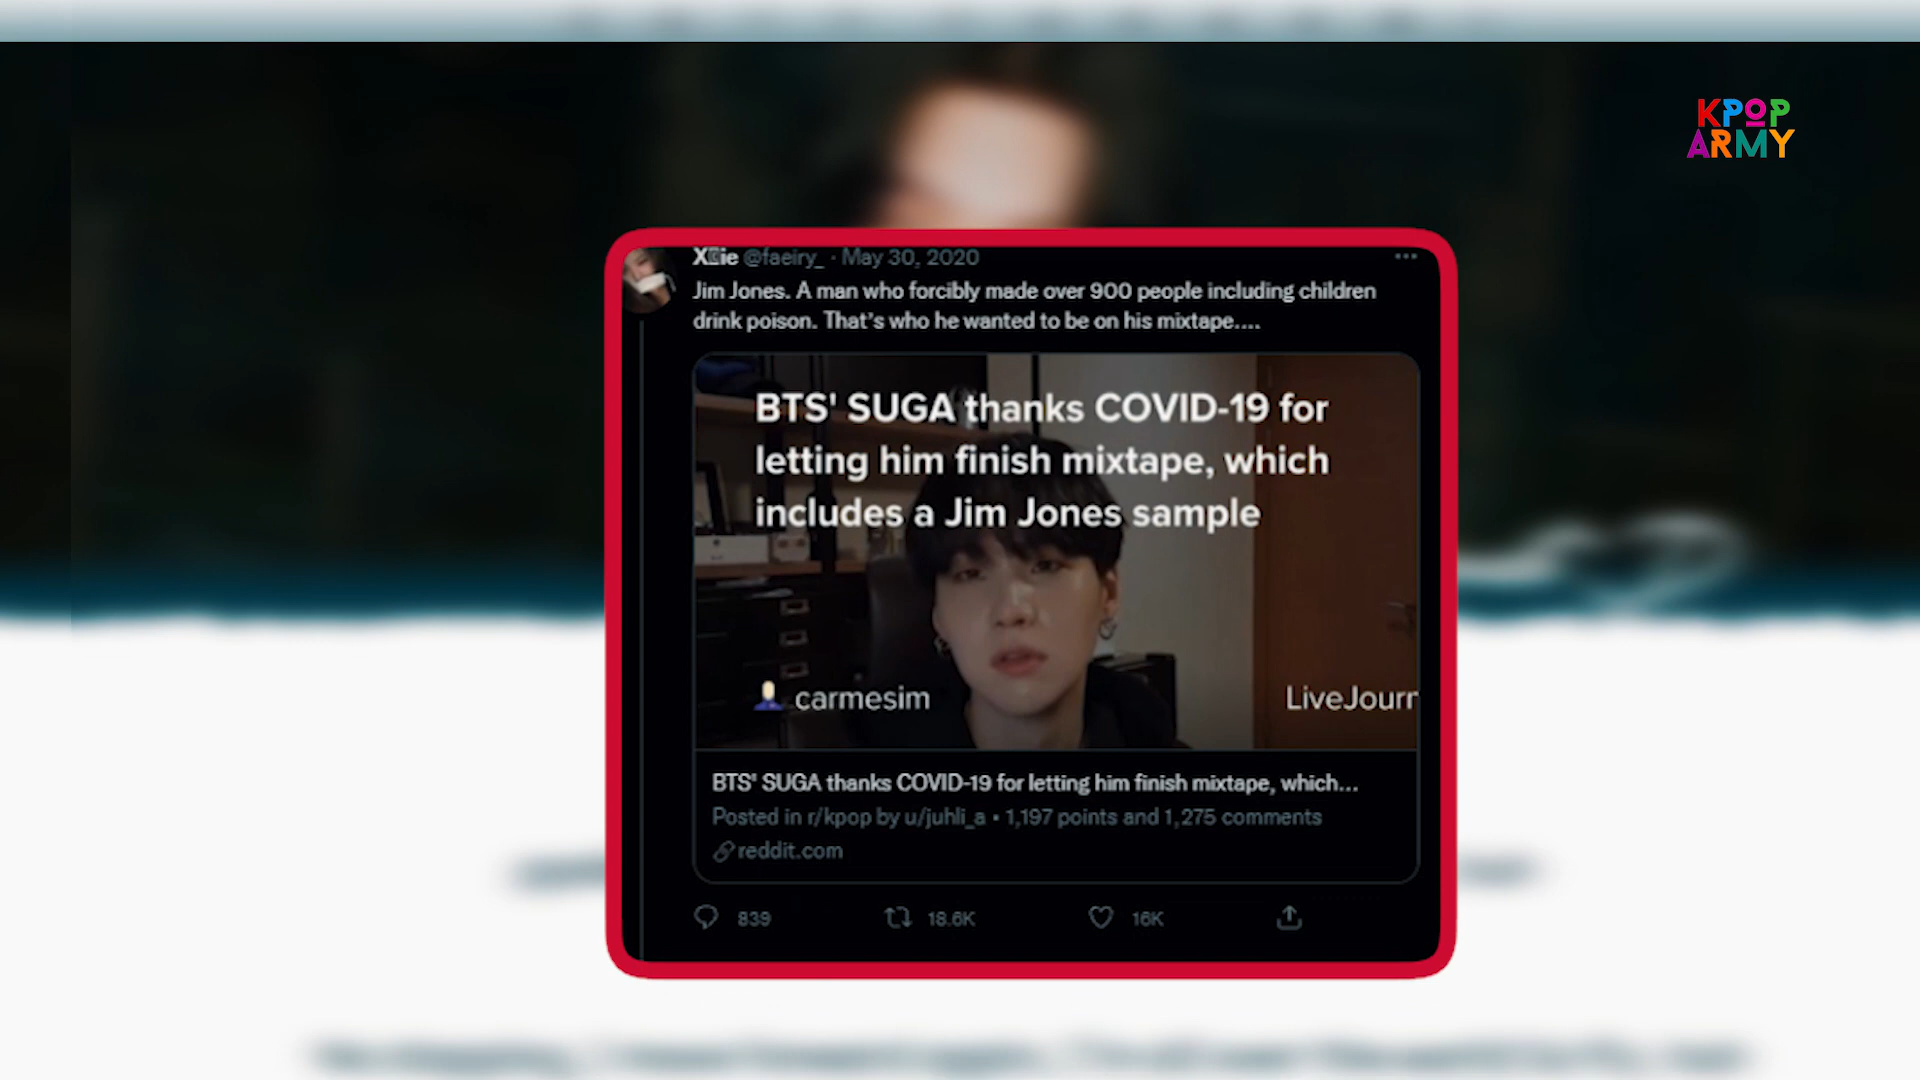 KPOP
ARMY
@faeiry_ · May 30, 2020
Jim Jones. A man who forcibly made over 900 people including children
drink poison. That's who he wanted to be on his mixtape....
BTS' SUGA thanks COVID-19 for
letting him finish mixtape, which
includes a Jim Jones sample
carmesim
LiveJourr
BTS' SUGA thanks COVID-19 for letting him finish mixtape, which...
Posted in r/kpop by u/juhli_a • 1,197 points and 1,275 comments
reddit.com
839
18.6K
16K